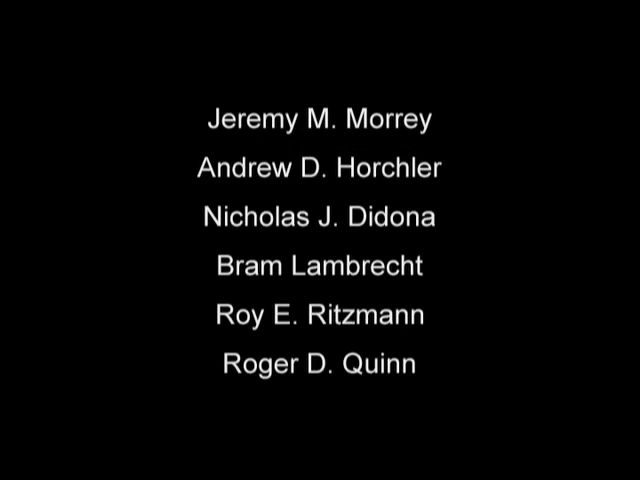 Jeremy M. Morrey
Andrew D. Horchler
Nicholas J. Didona
Bram Lambrecht
Roy E. Ritzmann
Roger D. Quinn